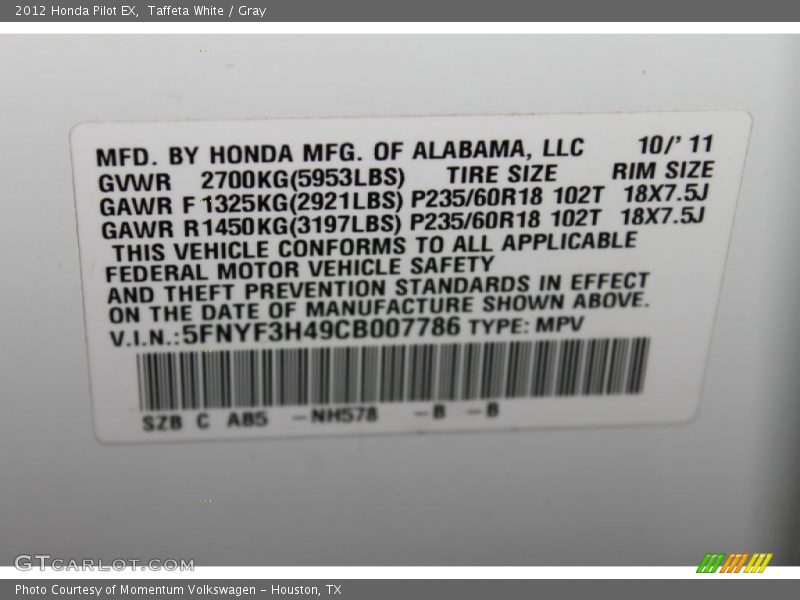 2012 Honda Pilot EX,  Taffeta White / Gray
MFD. BY HONDA MFG. OF ALABAMA, LLC 10/' 11
GVWR 2700KG(5953LBS) TIRE SIZE RIM SIZE
GAWR F 1325KG(2921LBS) P235/60R18 102T 18X7.5J
GAWR R 1450KG(3197LBS) P235/60R18 102T 18X7.5J
THIS VEHICLE CONFORMS TO ALL APPLICABLE
FEDERAL MOTOR VEHICLE SAFETY
AND THEFT PREVENTION STANDARDS IN EFFECT
ON THE DATE OF MANUFACTURE SHOWN ABOVE.
V.I.N.:5FNYF3H49CB007786 TYPE: MPV
SZB C AB5 -NH578 -B -B
GTCARLOT.COM
Photo Courtesy of Momentum Volkswagen - Houston, TX